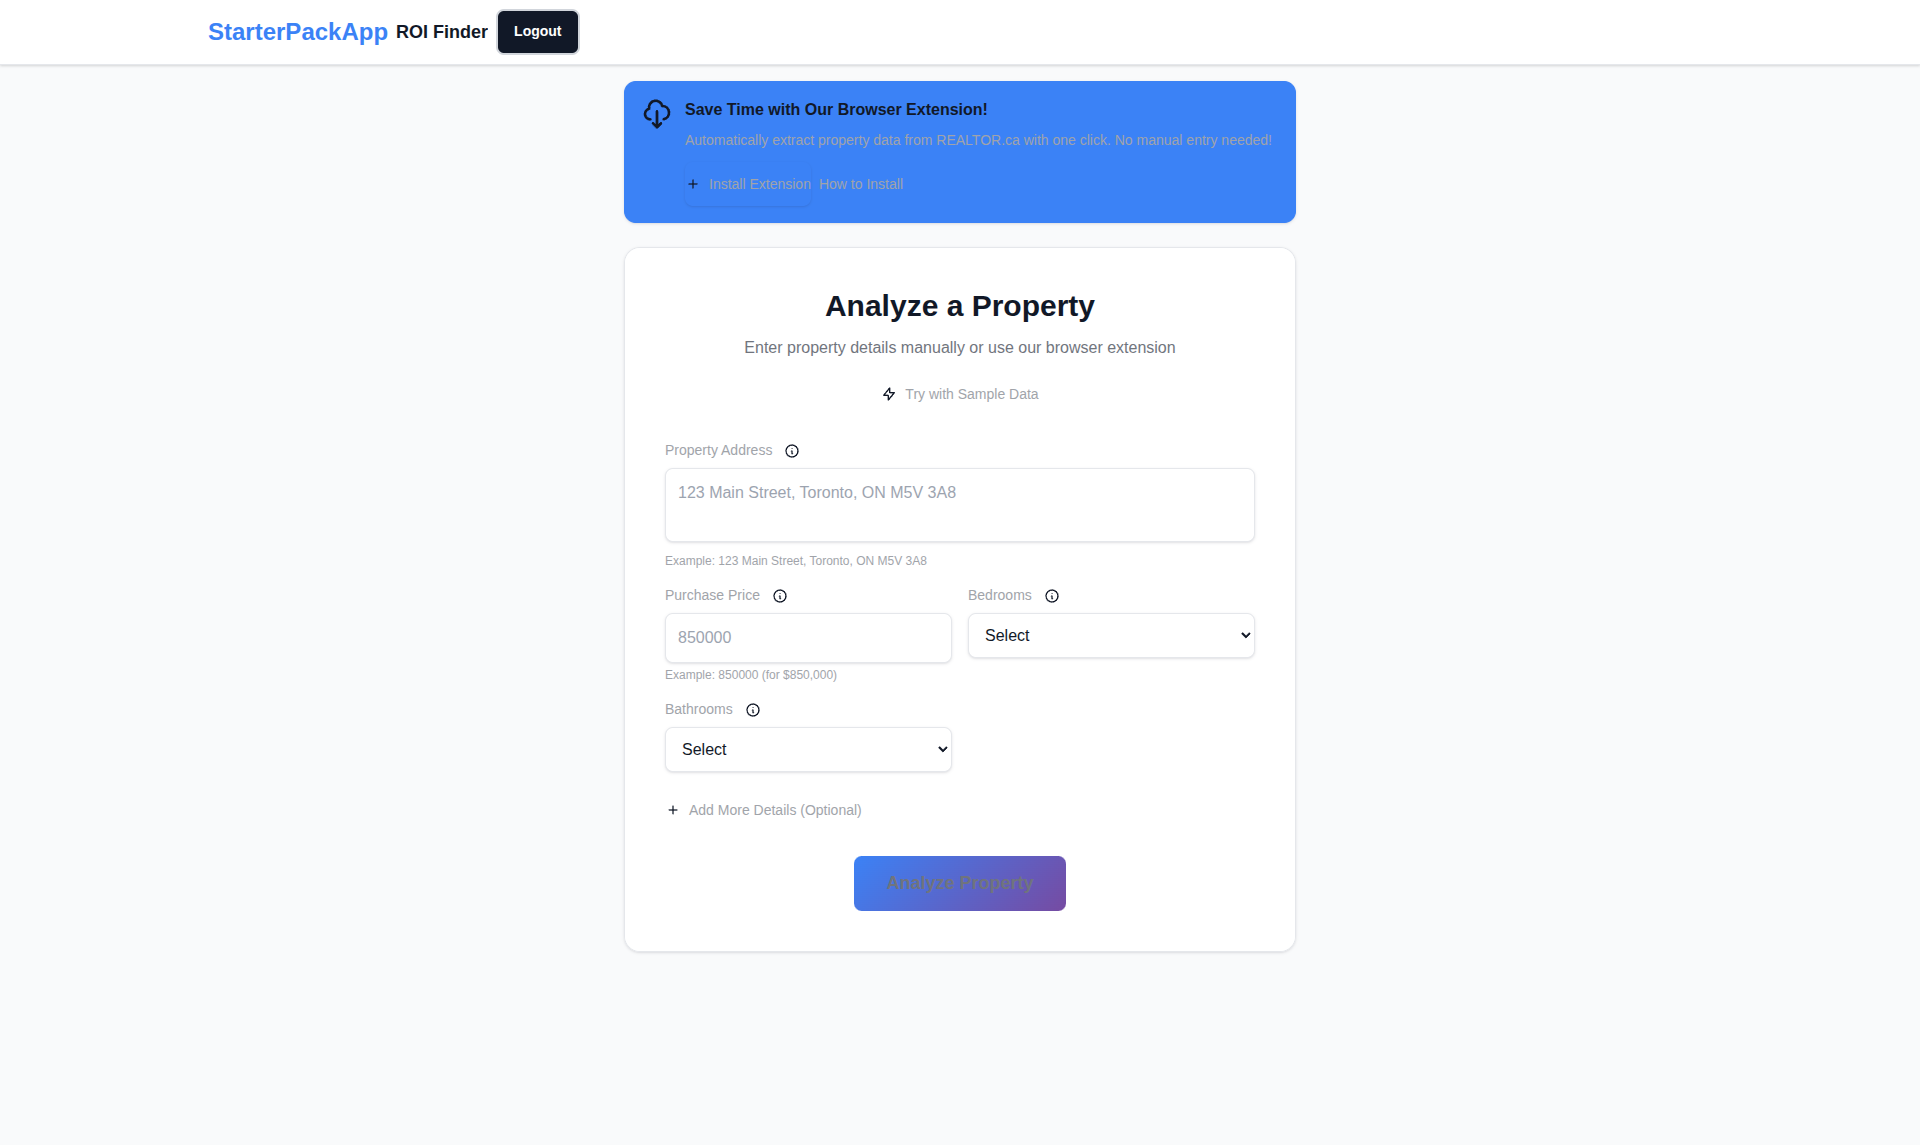 StarterPackApp ROI Finder Logout
Save Time with Our Browser Extension!
Automatically extract property data from REALTOR.ca with one click. No manual entry needed!
Install Extension How to Install
Analyze a Property
Enter property details manually or use our browser extension
Try with Sample Data
Property Address
123 Main Street, Toronto, ON M5V 3A8
Example: 123 Main Street, Toronto, ON M5V 3A8
Purchase Price Bedrooms
850000 Select
Example: 850000 (for $850,000)
Bathrooms
Select
Add More Details (Optional)
Analyze Property